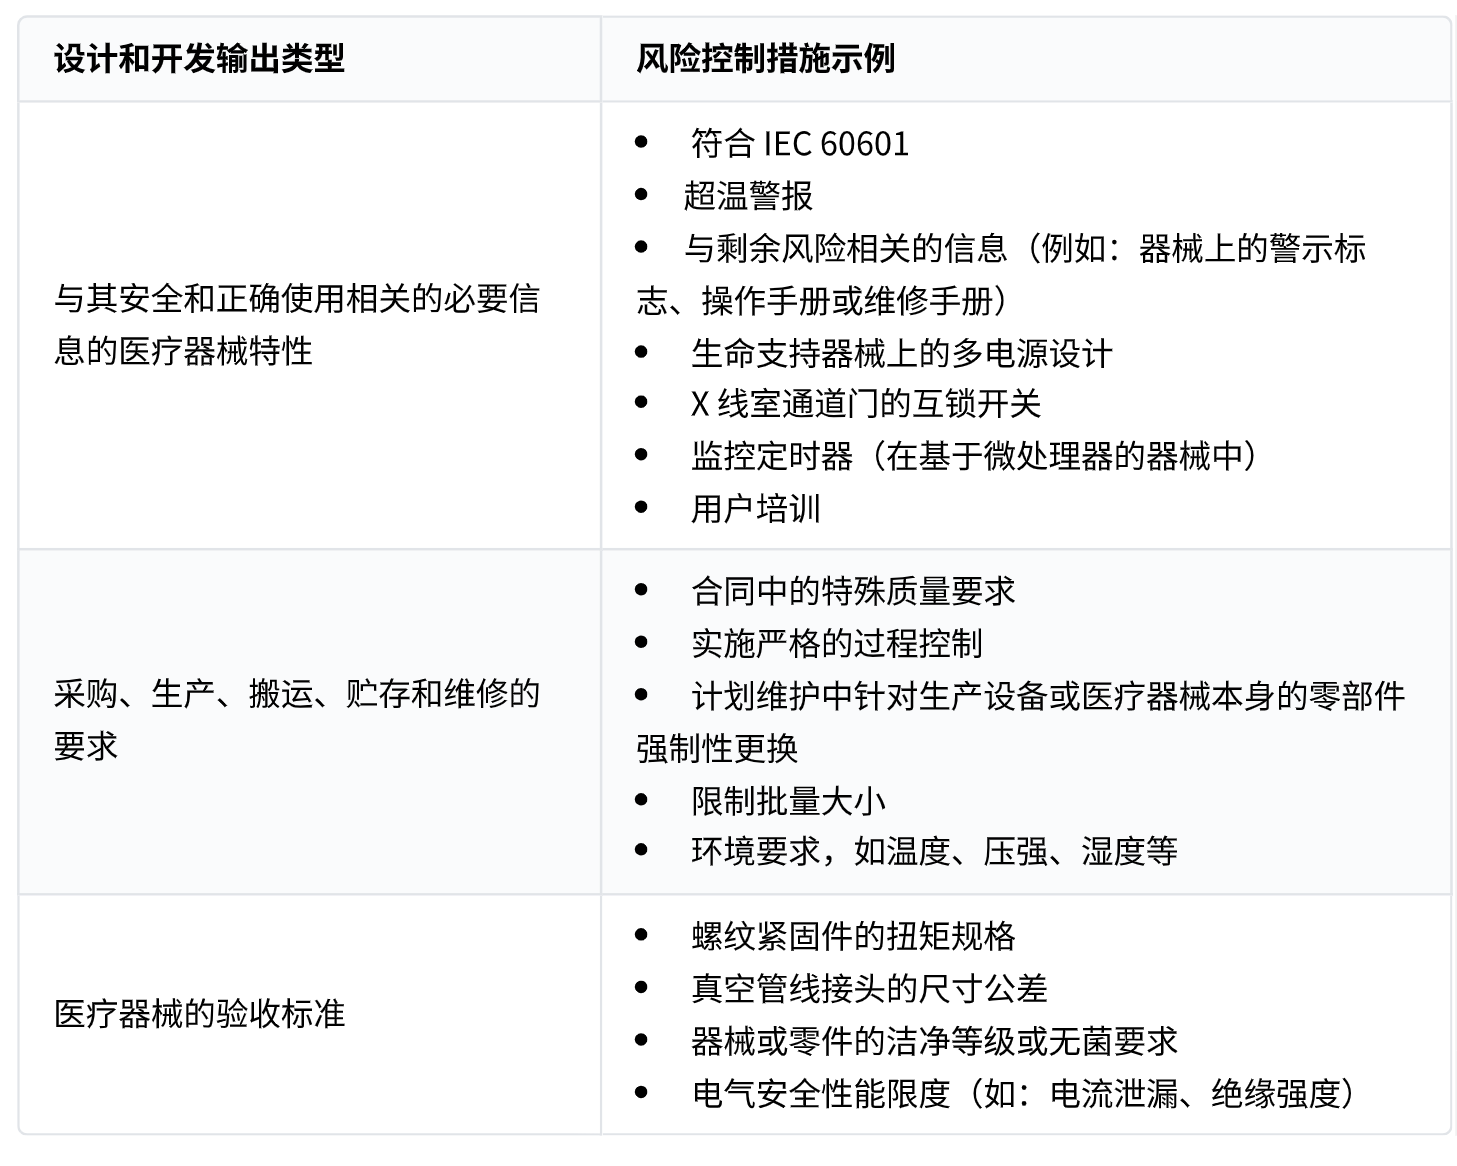 设计和开发输出类型
风险控制措施示例
与其安全和正确使用相关的必要信
息的医疗器械特性
• 符合 IEC 60601
• 超温警报
• 与剩余风险相关的信息（例如：器械上的警示标
志、操作手册或维修手册）
• 生命支持器械上的多电源设计
• X 线室通道门的互锁开关
• 监控定时器（在基于微处理器的器械中）
• 用户培训
采购、生产、搬运、贮存和维修的
要求
• 合同中的特殊质量要求
• 实施严格的过程控制
• 计划维护中针对生产设备或医疗器械本身的零部件
强制性更换
• 限制批量大小
• 环境要求，如温度、压强、湿度等
医疗器械的验收标准
• 螺纹紧固件的扭矩规格
• 真空管线接头的尺寸公差
• 器械或零件的洁净等级或无菌要求
• 电气安全性能限度（如：电流泄漏、绝缘强度）